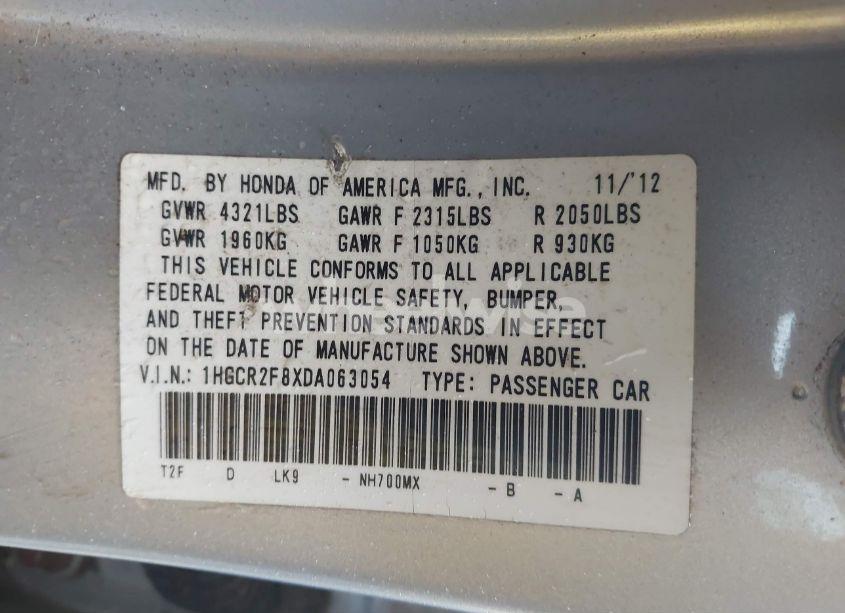 MFD. BY HONDA OF AMERICA MFG., INC. 11/'12
GVWR 4321LBS GAWR F 2315LBS R 2050LBS
GVWR 1960KG GAWR F 1050KG R 930KG
THIS VEHICLE CONFORMS TO ALL APPLICABLE
FEDERAL MOTOR VEHICLE SAFETY, BUMPER,
AND THEFT PREVENTION STANDARDS IN EFFECT
ON THE DATE OF MANUFACTURE SHOWN ABOVE.
V.I.N.: 1HGCR2F8XDA063054 TYPE: PASSENGER CAR
T2F D LK9 - NH700MX - B - A